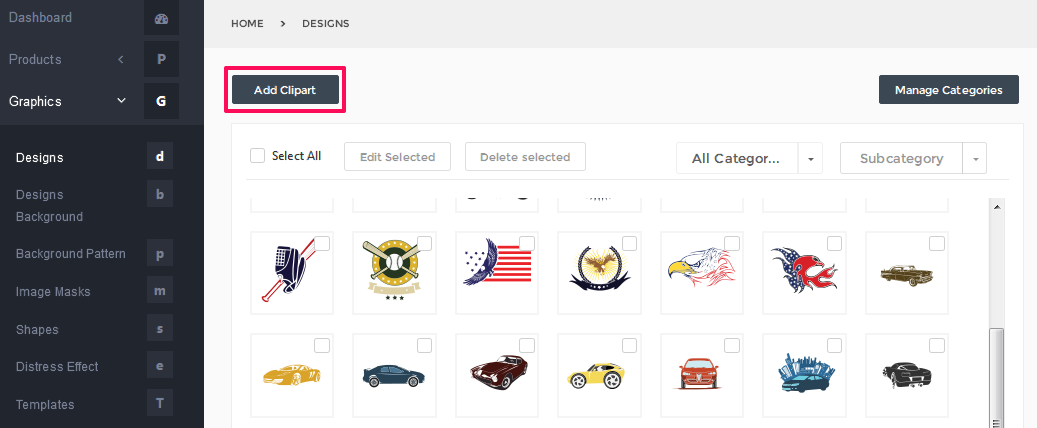 Dashboard
Products P
Graphics G
Designs d
Designs b
Background
Background Pattern p
Image Masks m
Shapes s
Distress Effect e
Templates T
HOME > DESIGNS
Add Clipart
Manage Categories
Select All Edit Selected Delete selected All Categor... Subcategory